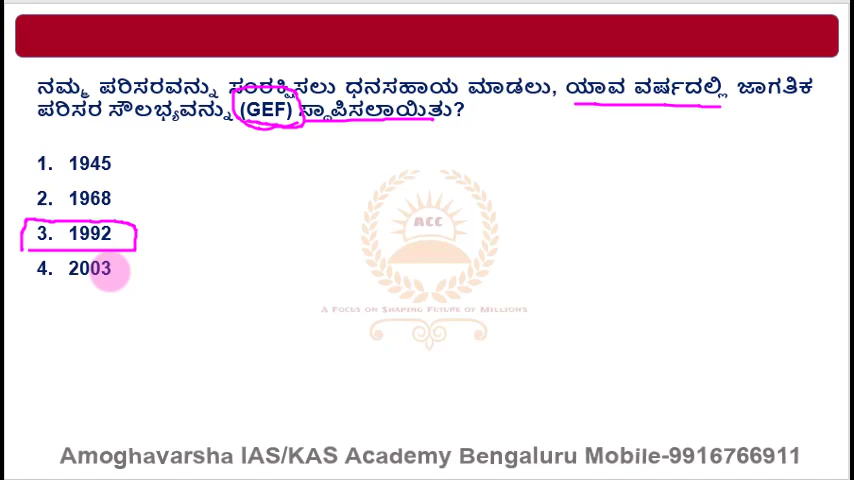 ನಮ್ಮ ಪರಿಸರವನ್ನು ಸಂರಕ್ಷಿಸಲು ಧನಸಹಾಯ ಮಾಡಲು, ಯಾವ ವರ್ಷದಲ್ಲಿ ಜಾಗತಿಕ
ಪರಿಸರ ಸೌಲಭ್ಯವನ್ನು (GEF) ಸ್ಥಾಪಿಸಲಾಯಿತು?
1. 1945
2. 1968
3. 1992
4. 2003
ACC
A Focus on Shaping Future of Millions
Amoghavarsha IAS/KAS Academy Bengaluru Mobile-9916766911